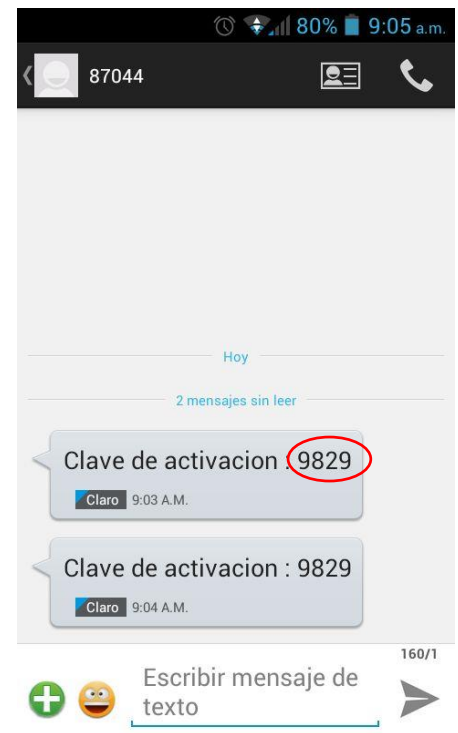 80% 9:05 a.m.
87044
Hoy
2 mensajes sin leer
Clave de activacion : 9829
Claro 9:03 A.M.
Clave de activacion : 9829
Claro 9:04 A.M.
160/1
Escribir mensaje de
texto